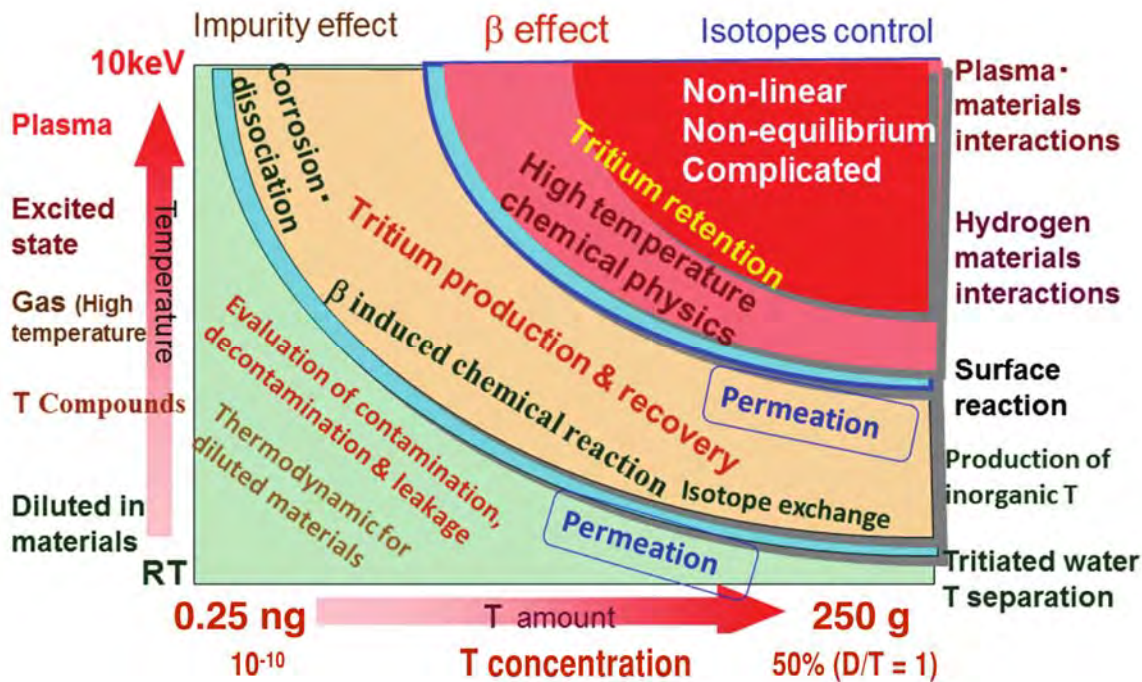 Impurity effect
β effect
Isotopes control
10keV
Plasma
Excited
state
Gas (High
temperature
T Compounds
Diluted in
materials
RT
Temperature
Corrosion·
dissociation
Non-linear
Non-equilibrium
Complicated
Tritium retention
High temperature
chemical physics
Tritium production & recovery
β induced chemical reaction
Isotope exchange
Permeation
Evaluation of contamination,
decontamination & leakage
Thermodynamic for
diluted materials
Permeation
Plasma·
materials
interactions
Hydrogen
materials
interactions
Surface
reaction
Production of
inorganic T
Tritiated water
T separation
0.25 ng
T amount
250 g
10⁻¹⁰
T concentration
50% (D/T = 1)